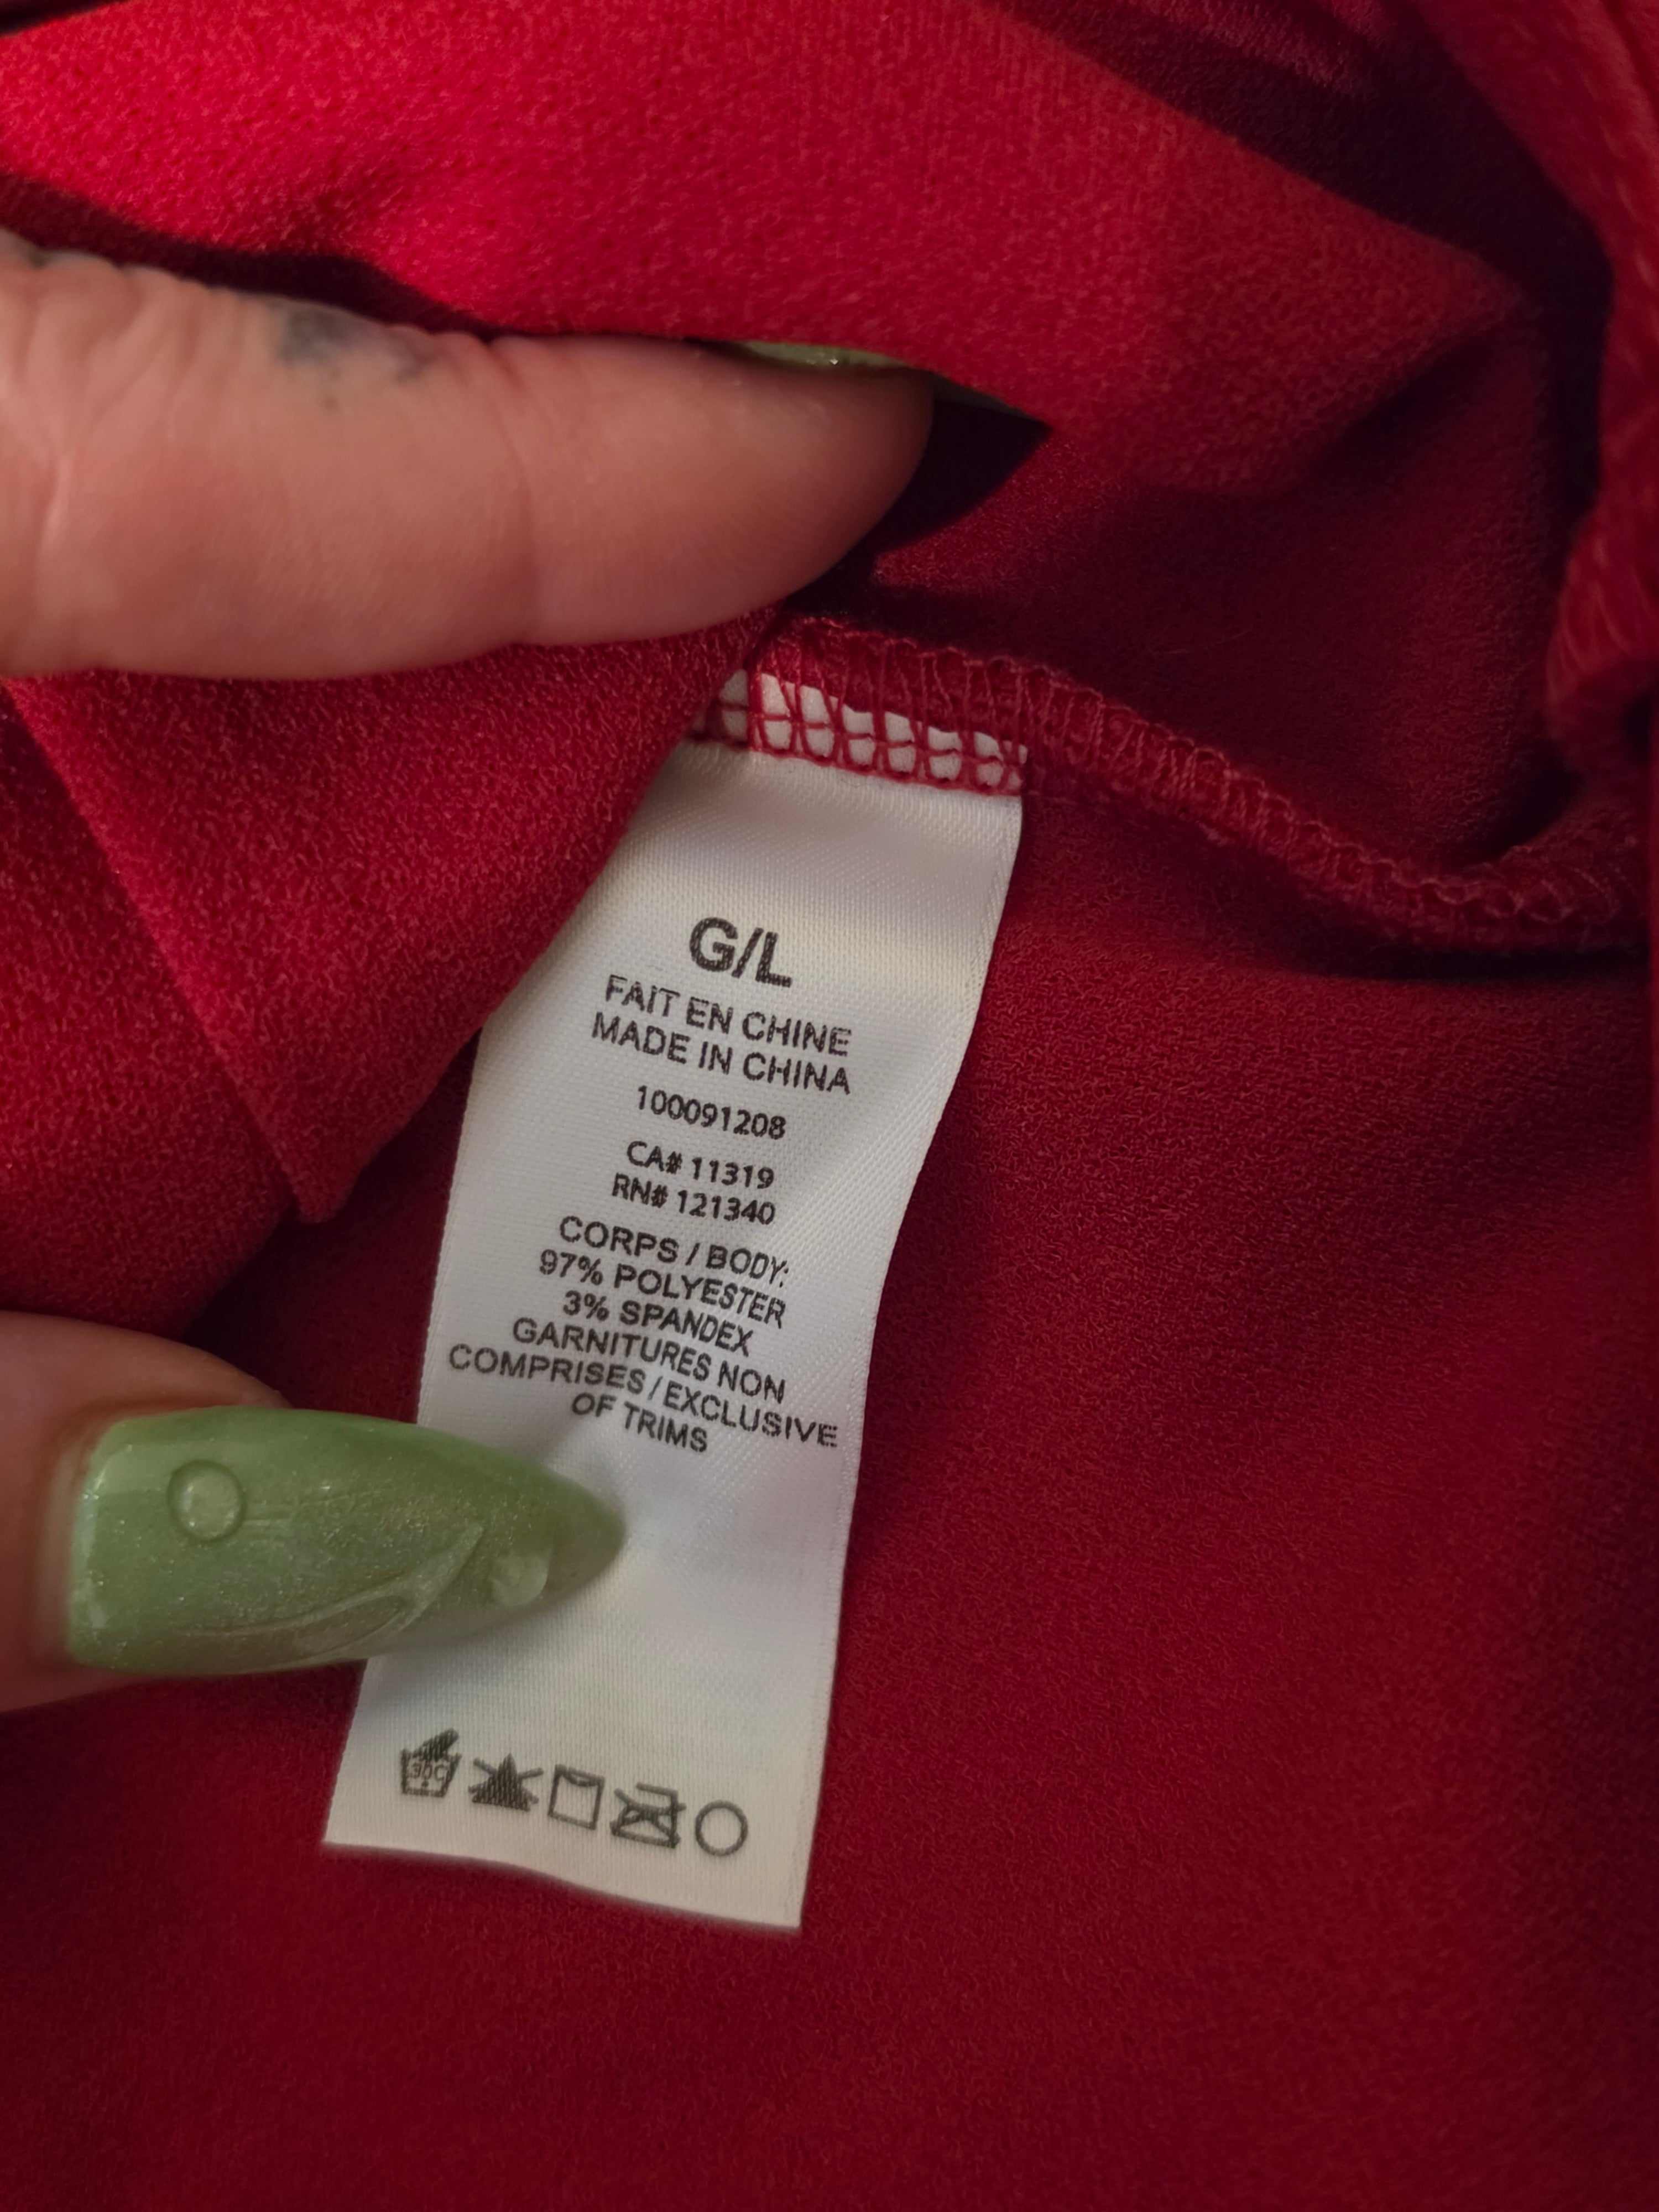 G/L
FAIT EN CHINE
MADE IN CHINA
100091208
CA# 11319
RN# 121340
CORPS / BODY:
97% POLYESTER
3% SPANDEX
GARNITURES NON
COMPRISES / EXCLUSIVE
OF TRIMS
30C